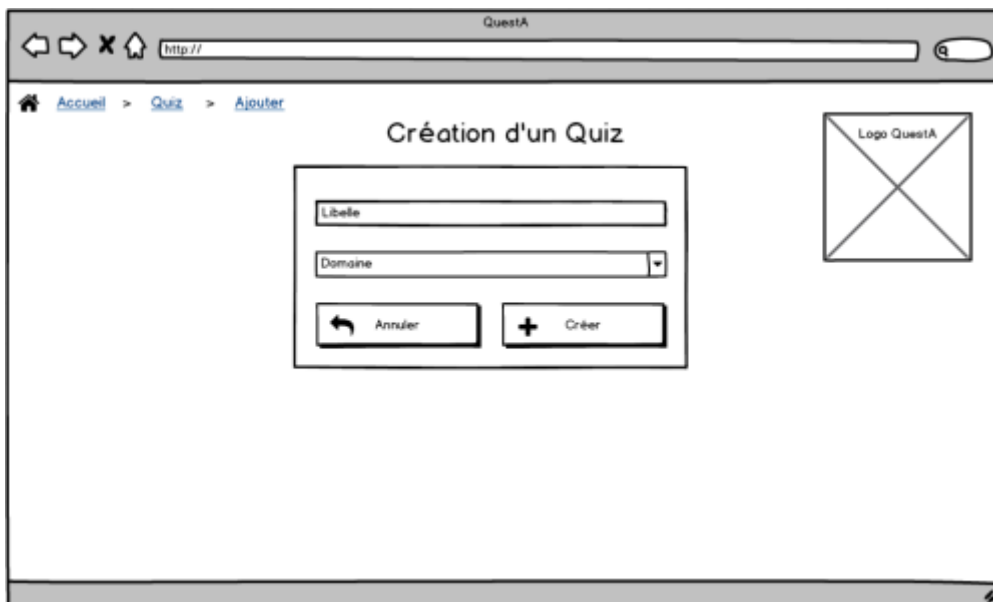 QuestA
http://
Accueil > Quiz > Ajouter
Création d'un Quiz
Logo QuestA
Libelle
Domaine
Annuler
Créer